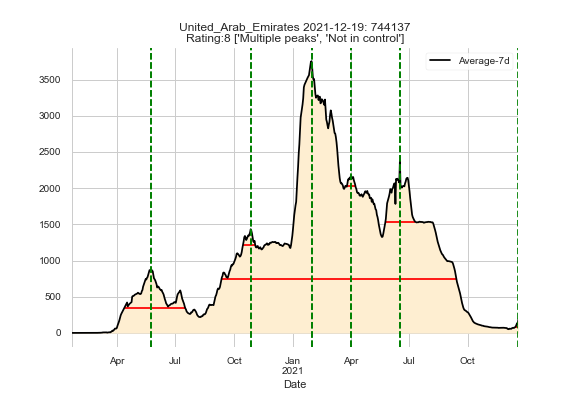 United_Arab_Emirates 2021-12-19: 744137
Rating:8 ['Multiple peaks', 'Not in control']
Average-7d
3500
3000
2500
2000
1500
1000
500
0
Apr Jul Oct Jan Apr Jul Oct
2021
Date